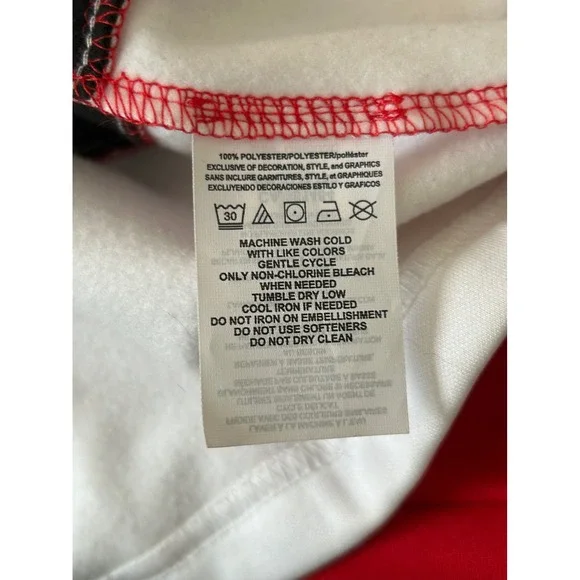 100% POLYESTER/POLYESTER/poliéster
EXCLUSIVE OF DECORATION, STYLE, and GRAPHICS
SANS INCLURE GARNITURES, STYLE, et GRAPHIQUES
EXCLUYENDO DECORACIONES ESTILO Y GRAFICOS
30
MACHINE WASH COLD
WITH LIKE COLORS
GENTLE CYCLE
ONLY NON-CHLORINE BLEACH
WHEN NEEDED
TUMBLE DRY LOW
COOL IRON IF NEEDED
DO NOT IRON ON EMBELLISHMENT
DO NOT USE SOFTENERS
DO NOT DRY CLEAN